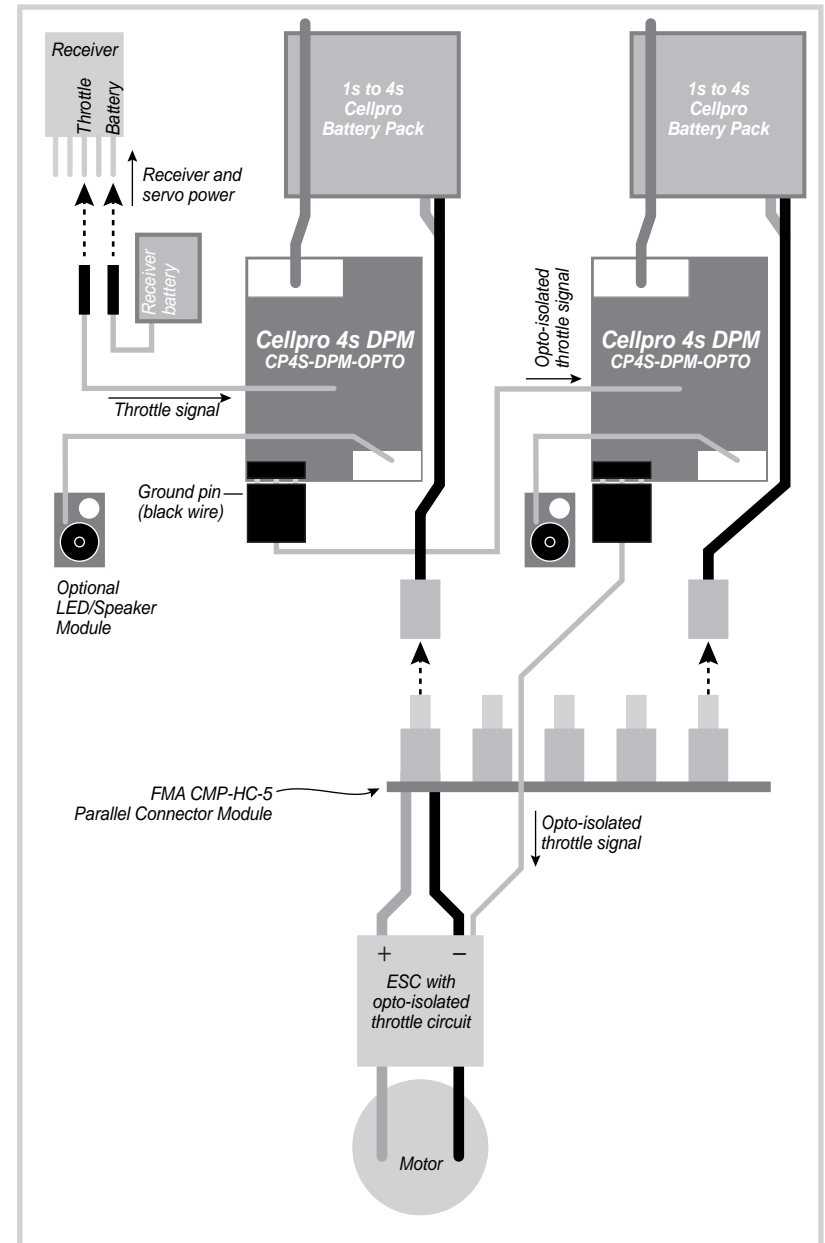 Receiver
Throttle
Battery
Receiver and
servo power
Receiver
battery
1s to 4s
Cellpro
Battery Pack
1s to 4s
Cellpro
Battery Pack
Cellpro 4s DPM
CP4S-DPM-OPTO
Opto-isolated
throttle signal
Cellpro 4s DPM
CP4S-DPM-OPTO
Throttle signal
Ground pin
(black wire)
Optional
LED/Speaker
Module
FMA CMP-HC-5
Parallel Connector Module
Opto-isolated
throttle signal
+ –
ESC with
opto-isolated
throttle circuit
Motor